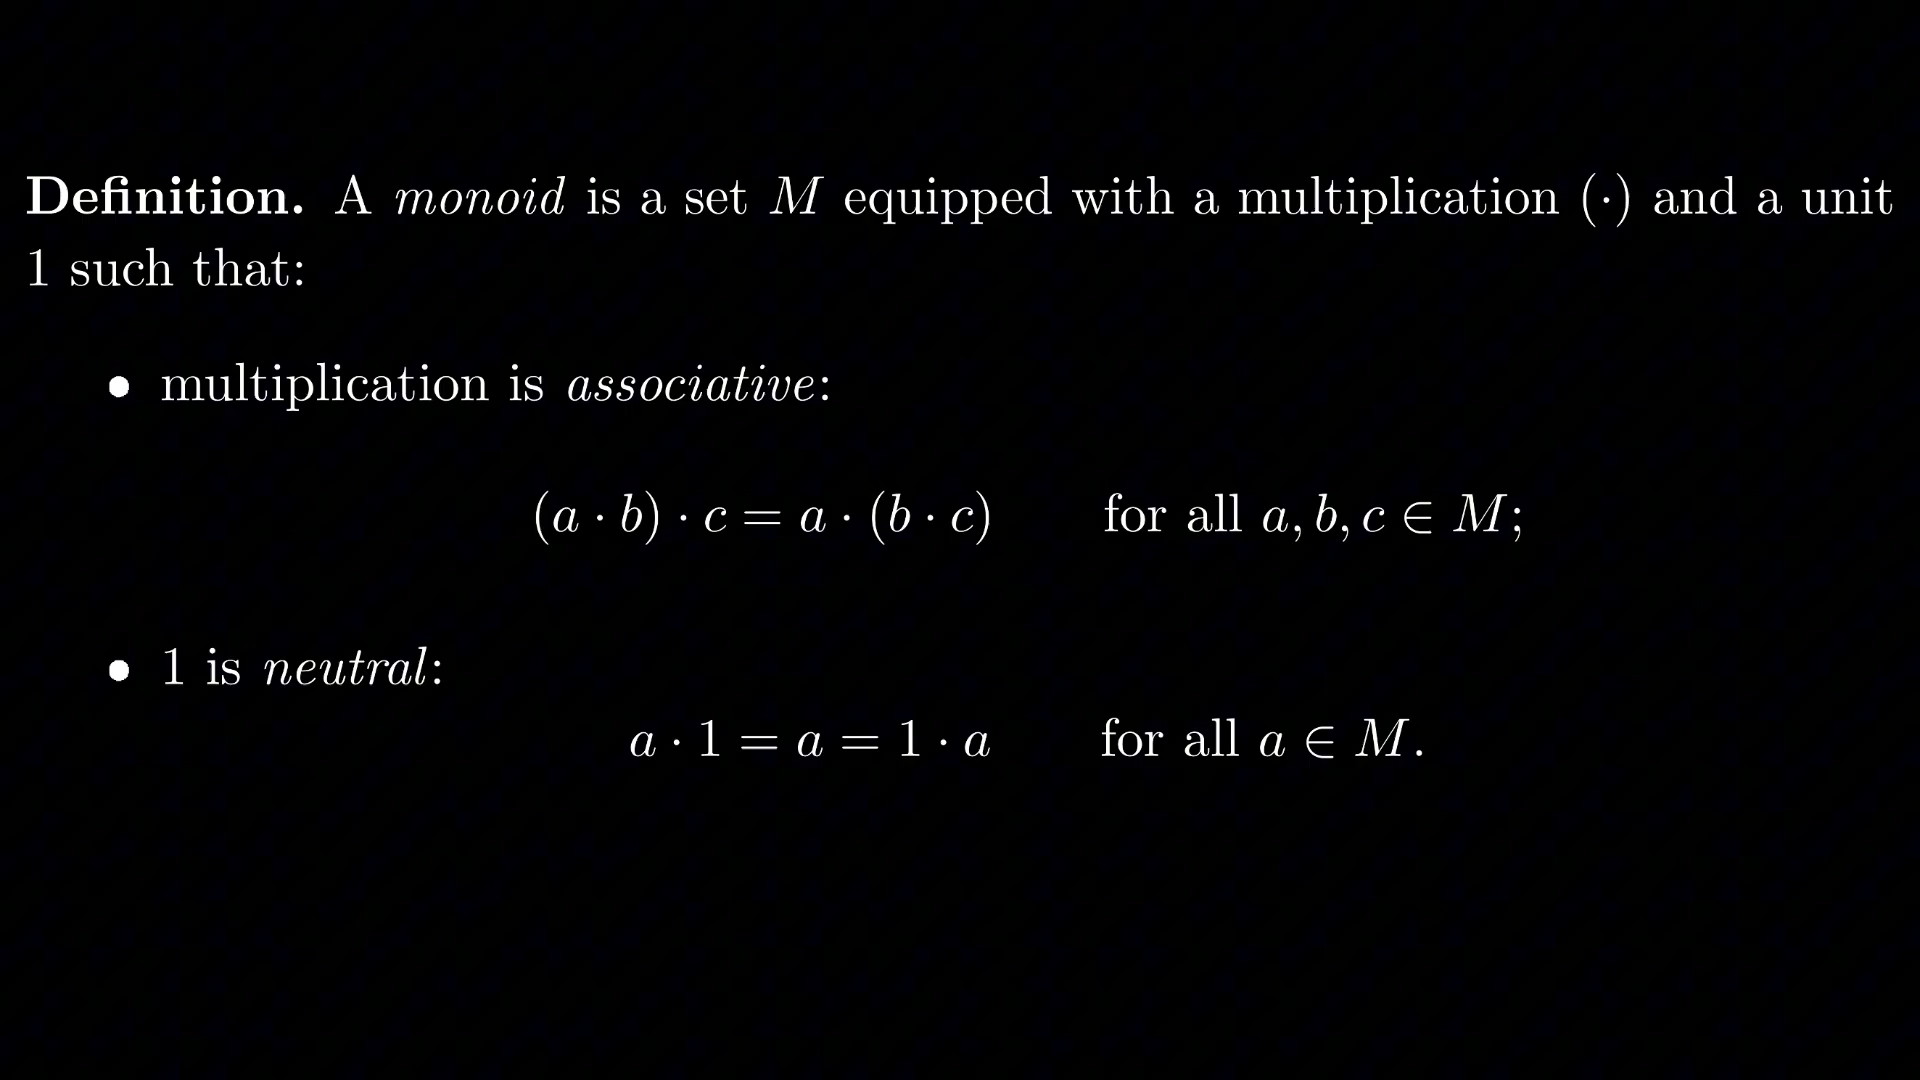 Definition. A monoid is a set M equipped with a multiplication (·) and a unit
1 such that:
• multiplication is associative:
(a · b) · c = a · (b · c) for all a, b, c ∈ M;
• 1 is neutral:
a · 1 = a = 1 · a for all a ∈ M.